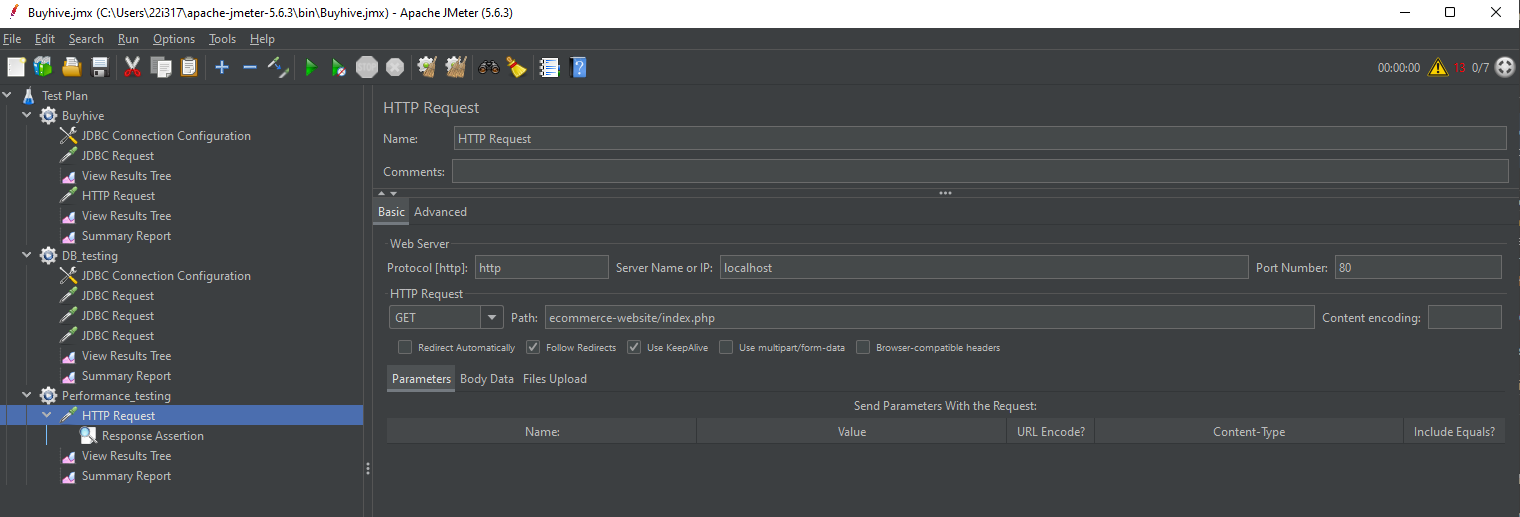 Buyhive.jmx (C:\Users\22i317\apache-jmeter-5.6.3\bin\Buyhive.jmx) - Apache JMeter (5.6.3)
File Edit Search Run Options Tools Help
STOP 00:00:00 13 0/7
Test Plan
Buyhive
JDBC Connection Configuration
JDBC Request
View Results Tree
HTTP Request
View Results Tree
Summary Report
DB_testing
JDBC Connection Configuration
JDBC Request
JDBC Request
JDBC Request
View Results Tree
Summary Report
Performance_testing
HTTP Request
Response Assertion
View Results Tree
Summary Report
HTTP Request
Name: HTTP Request
Comments:
Basic Advanced
Web Server
Protocol [http]: http Server Name or IP: localhost Port Number: 80
HTTP Request
GET Path: ecommerce-website/index.php Content encoding:
Redirect Automatically Follow Redirects Use KeepAlive Use multipart/form-data Browser-compatible headers
Parameters Body Data Files Upload
Send Parameters With the Request:
Name: Value URL Encode? Content-Type Include Equals?